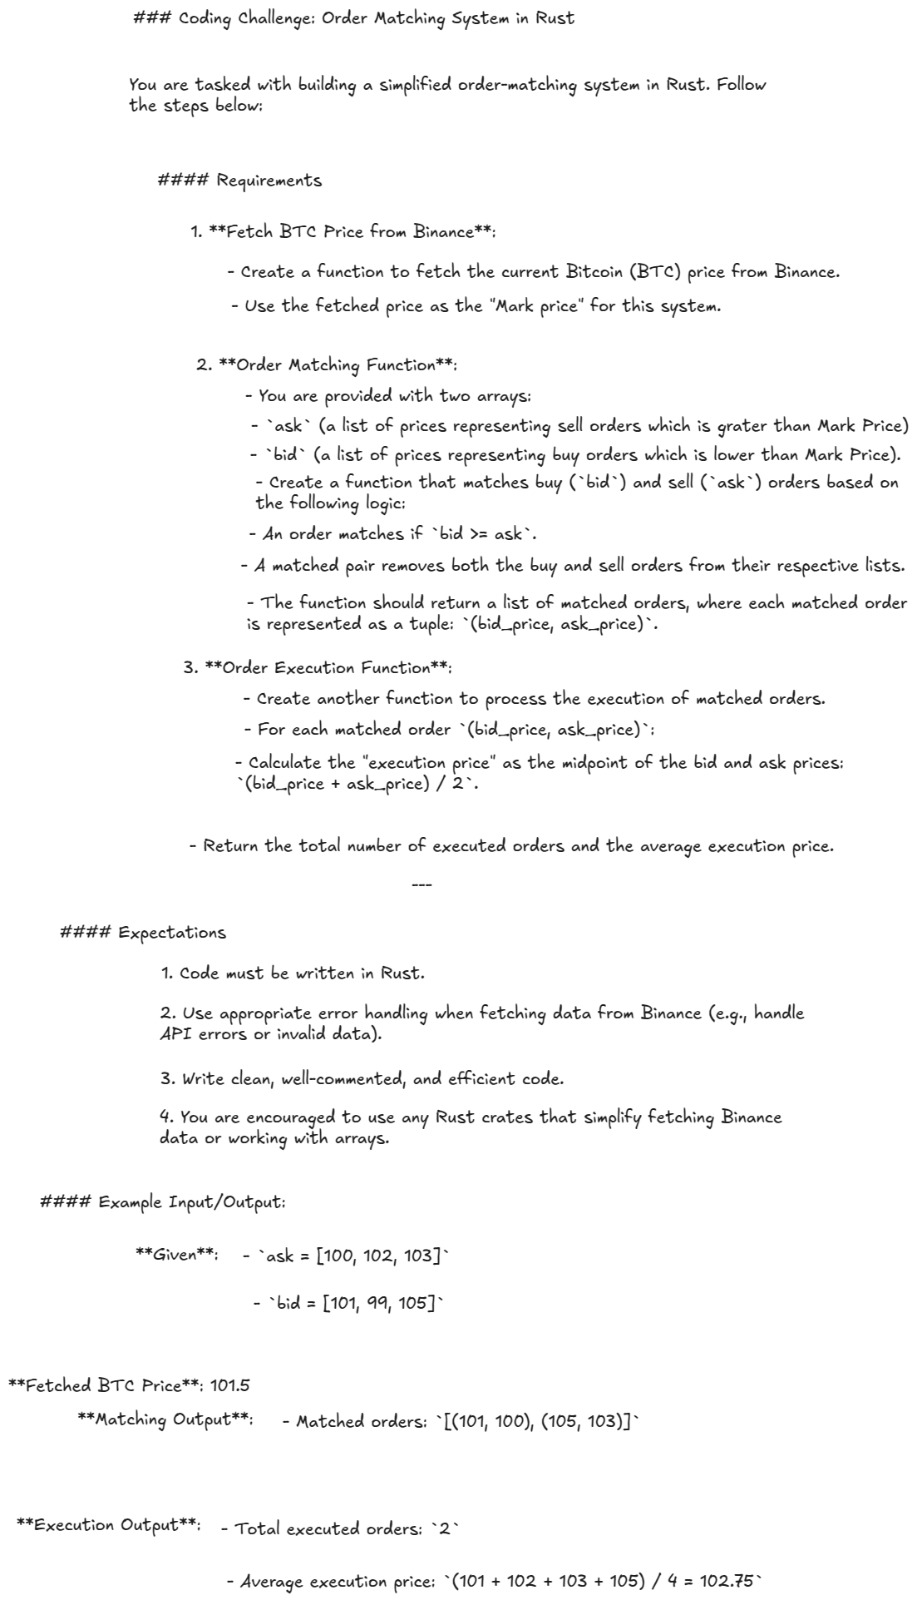 ### Coding Challenge: Order Matching System in Rust
You are tasked with building a simplified order-matching system in Rust. Follow
the steps below:
#### Requirements
1. **Fetch BTC Price from Binance**:
- Create a function to fetch the current Bitcoin (BTC) price from Binance.
- Use the fetched price as the "Mark price" for this system.
2. **Order Matching Function**:
- You are provided with two arrays:
- `ask` (a list of prices representing sell orders which is grater than Mark Price)
- `bid` (a list of prices representing buy orders which is lower than Mark Price).
- Create a function that matches buy (`bid`) and sell (`ask`) orders based on
the following logic:
- An order matches if `bid >= ask`.
- A matched pair removes both the buy and sell orders from their respective lists.
- The function should return a list of matched orders, where each matched order
is represented as a tuple: `(bid_price, ask_price)`.
3. **Order Execution Function**:
- Create another function to process the execution of matched orders.
- For each matched order `(bid_price, ask_price)`:
- Calculate the "execution price" as the midpoint of the bid and ask prices:
`(bid_price + ask_price) / 2`.
- Return the total number of executed orders and the average execution price.
---
#### Expectations
1. Code must be written in Rust.
2. Use appropriate error handling when fetching data from Binance (e.g., handle
API errors or invalid data).
3. Write clean, well-commented, and efficient code.
4. You are encouraged to use any Rust crates that simplify fetching Binance
data or working with arrays.
#### Example Input/Output:
**Given**: - `ask = [100, 102, 103]`
- `bid = [101, 99, 105]`
**Fetched BTC Price**: 101.5
**Matching Output**: - Matched orders: `[(101, 100), (105, 103)]`
**Execution Output**: - Total executed orders: `2`
- Average execution price: `(101 + 102 + 103 + 105) / 4 = 102.75`